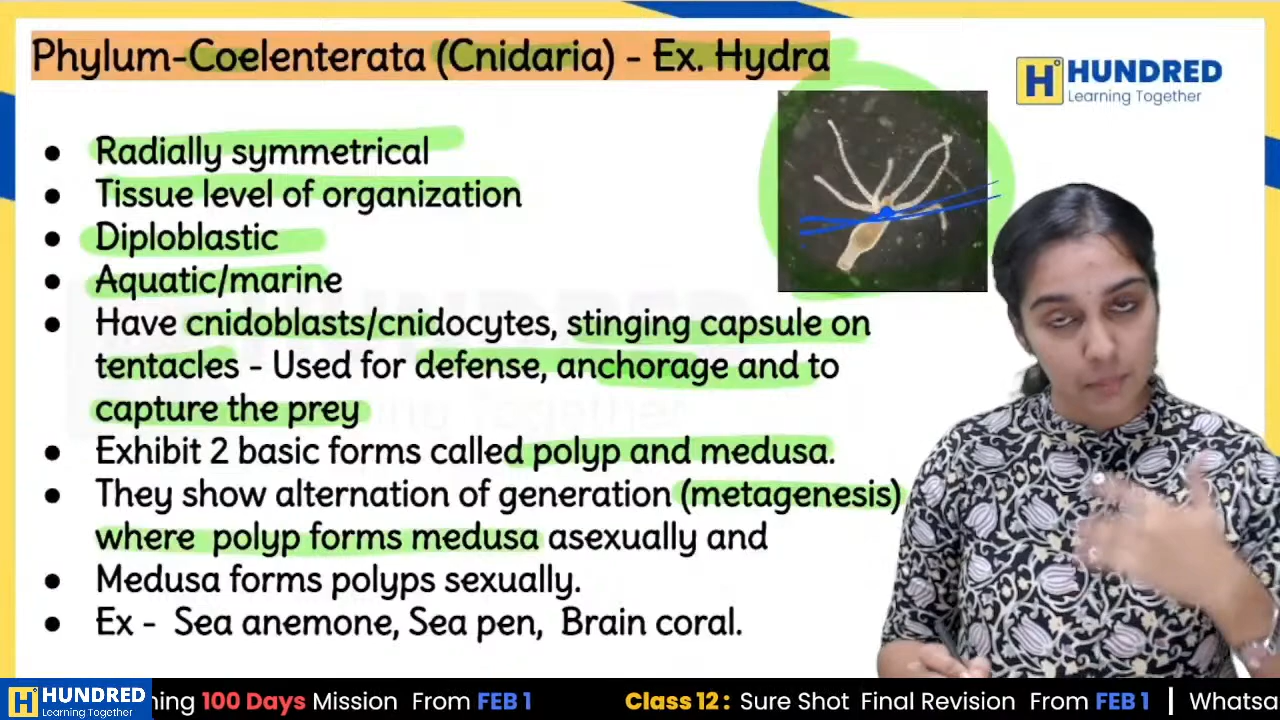 Phylum-Coelenterata (Cnidaria) - Ex. Hydra
HUNDRED
Learning Together
● Radially symmetrical
● Tissue level of organization
● Diploblastic
● Aquatic/marine
● Have cnidoblasts/cnidocytes, stinging capsule on
tentacles - Used for defense, anchorage and to
capture the prey
● Exhibit 2 basic forms called polyp and medusa.
● They show alternation of generation (metagenesis)
where polyp forms medusa asexually and
● Medusa forms polyps sexually.
● Ex - Sea anemone, Sea pen, Brain coral.
HUNDRED
Learning Together
ning 100 Days Mission From FEB 1 Class 12 : Sure Shot Final Revision From FEB 1 | Whatsa